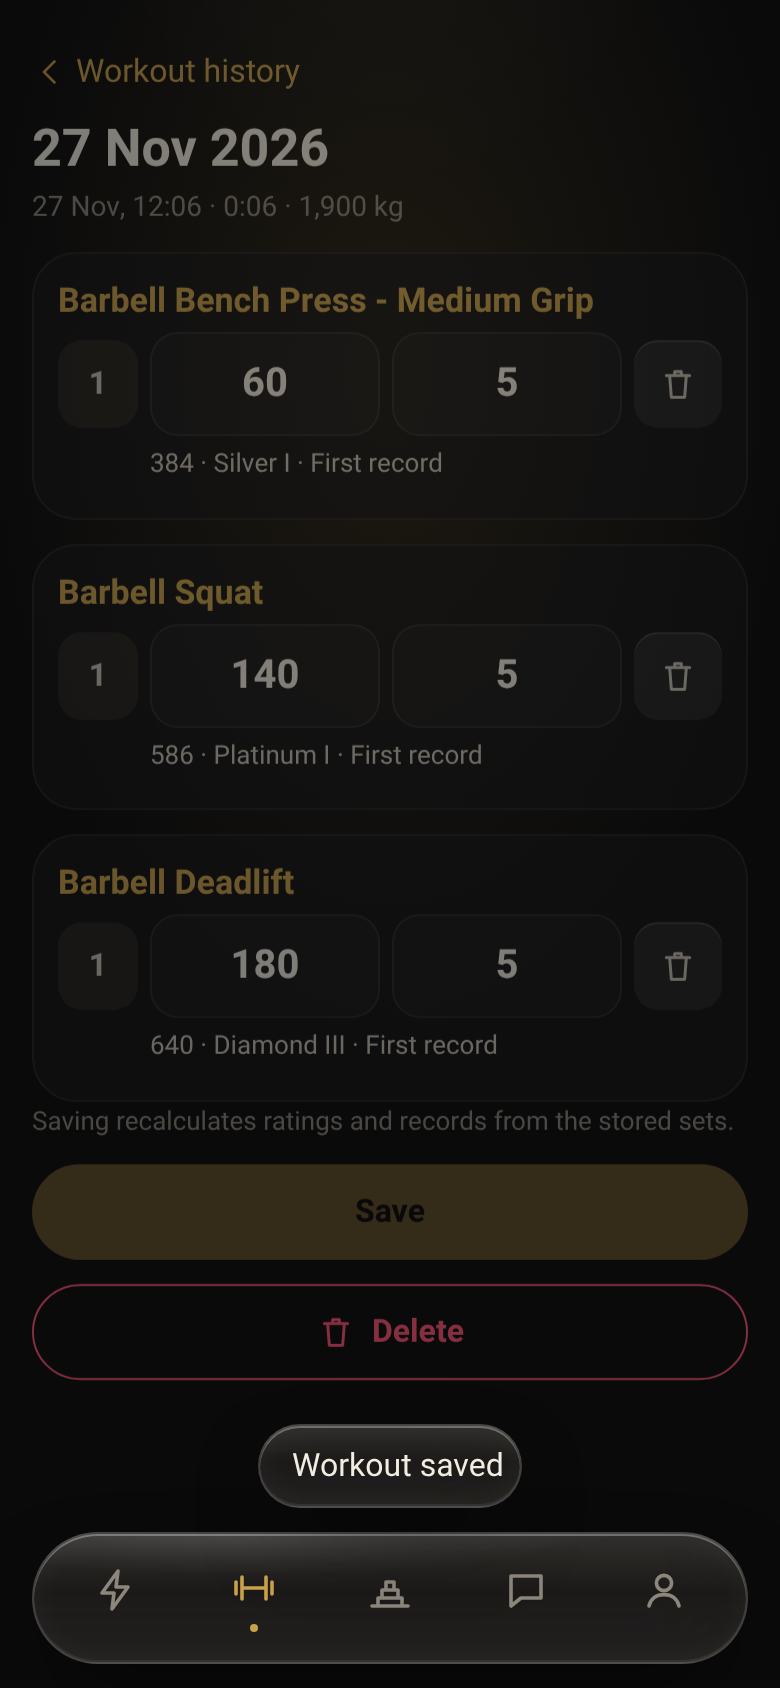 Workout history
27 Nov 2026
27 Nov, 12:06 · 0:06 · 1,900 kg
Barbell Bench Press - Medium Grip
1 60 5
384 · Silver I · First record
Barbell Squat
1 140 5
586 · Platinum I · First record
Barbell Deadlift
1 180 5
640 · Diamond III · First record
Saving recalculates ratings and records from the stored sets.
Save
Delete
Workout saved